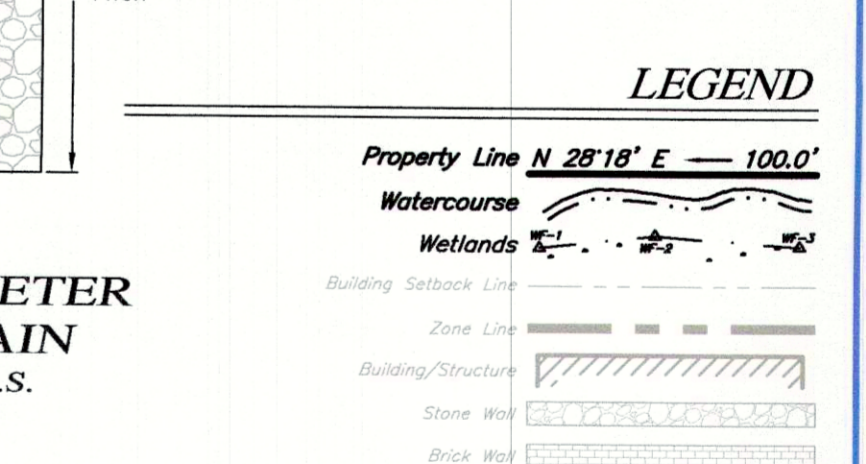 LEGEND
Property Line N 28°18' E 100.0'
Watercourse
Wetlands WF-1 WF-2 WF-3
ETER
AIN
.S.
Building Setback Line
Zone Line
Building/Structure
Stone Wall
Brick Wall